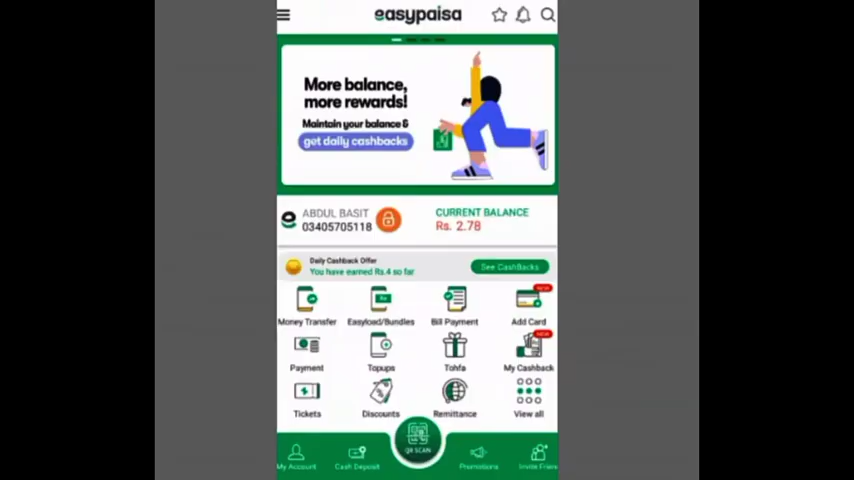 easypaisa
More balance,
more rewards!
Maintain your balance &
get daily cashbacks
ABDUL BASIT
03405705118
CURRENT BALANCE
Rs. 2.78
Daily Cashback Offer
You have earned Rs.4 so far
See CashBacks
Money Transfer
Easyload/Bundles
Bill Payment
NEW
Add Card
Payment
Topups
Tohfa
NEW
My Cashback
Tickets
Discounts
Remittance
View all
QR SCAN
My Account
Cash Deposit
Promotions
Invite Frien